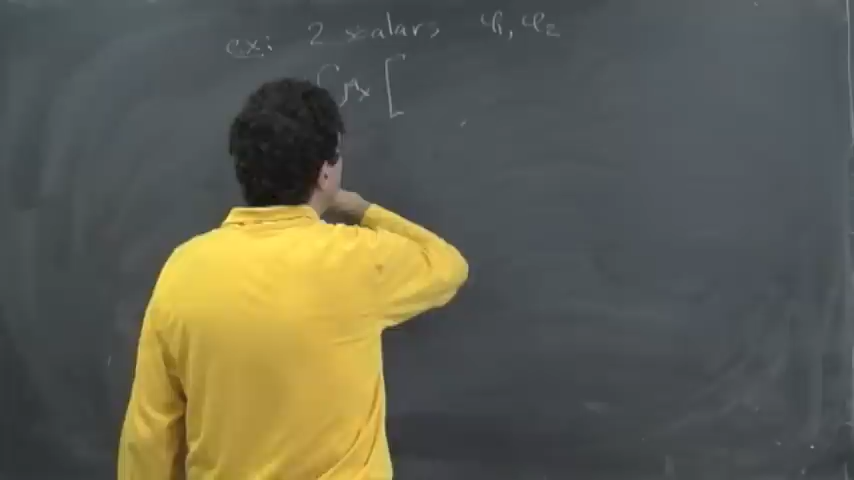 ex: 2 scalars φ₁, φ₂
∫ d⁴x [